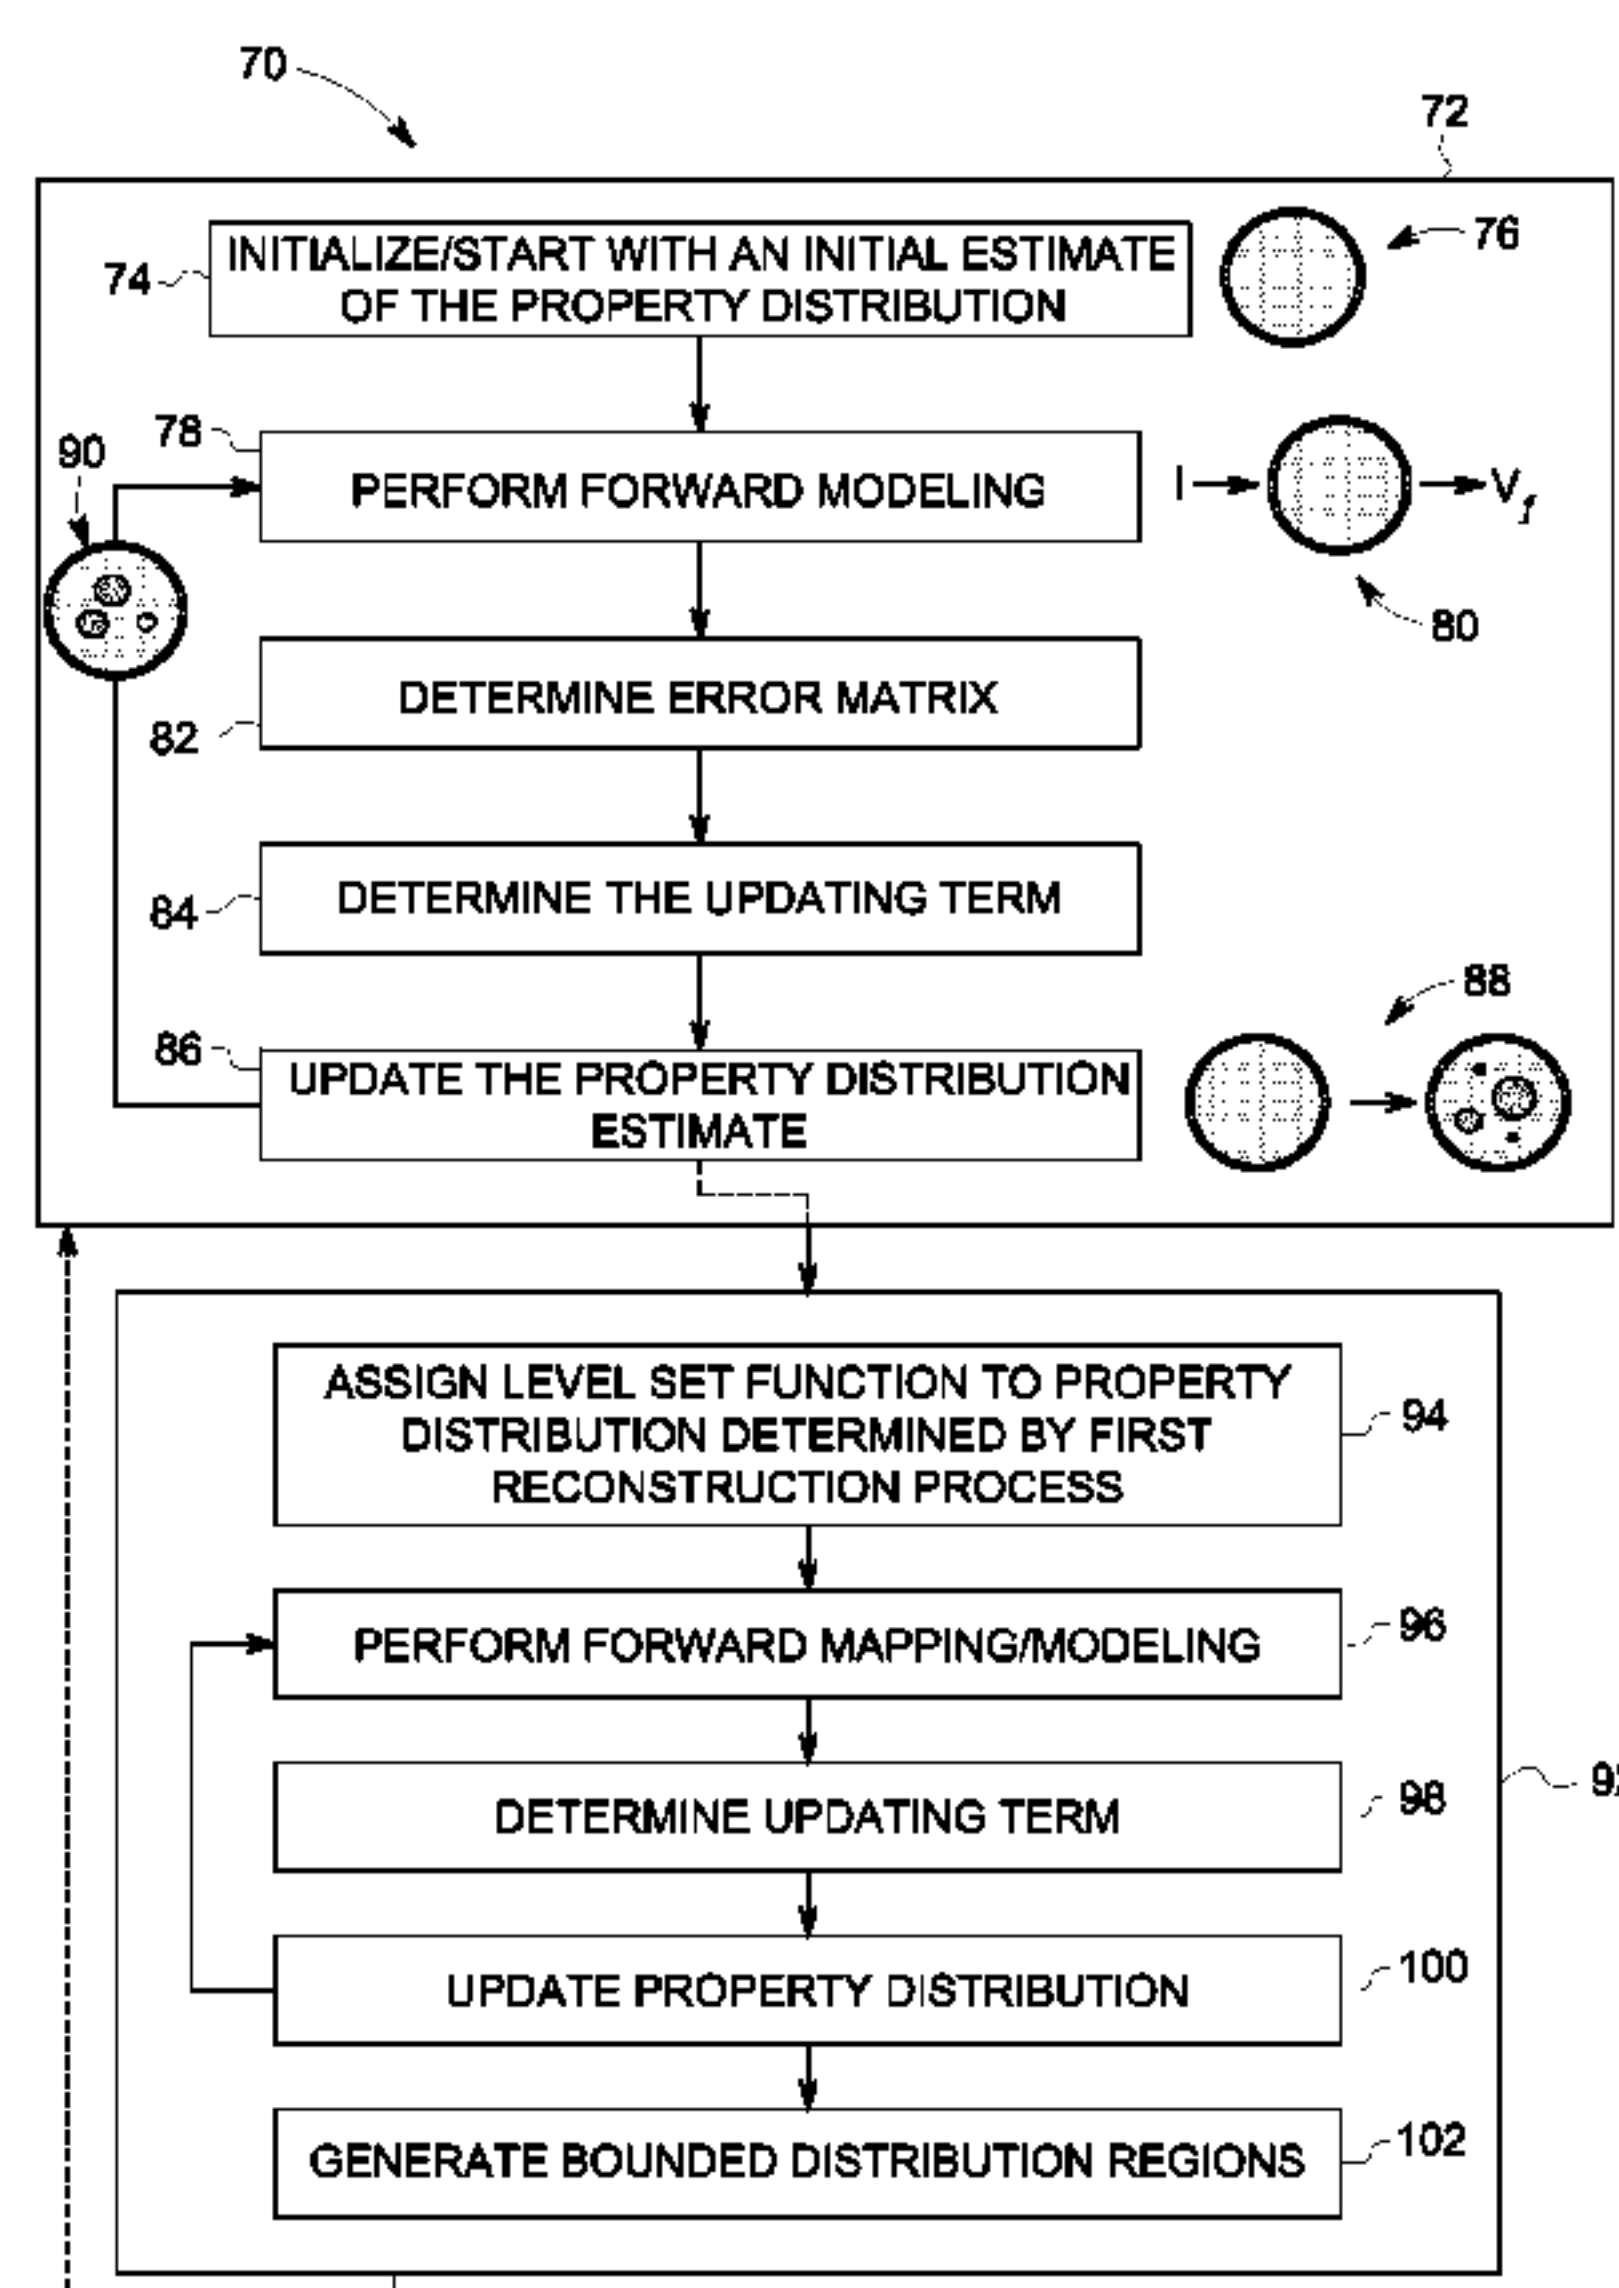 70
72
INITIALIZE/START WITH AN INITIAL ESTIMATE
OF THE PROPERTY DISTRIBUTION
74
76
78
90
PERFORM FORWARD MODELING
I
V
f
80
DETERMINE ERROR MATRIX
82
DETERMINE THE UPDATING TERM
84
88
86
UPDATE THE PROPERTY DISTRIBUTION
ESTIMATE
ASSIGN LEVEL SET FUNCTION TO PROPERTY
DISTRIBUTION DETERMINED BY FIRST
RECONSTRUCTION PROCESS
94
PERFORM FORWARD MAPPING/MODELING
96
DETERMINE UPDATING TERM
98
UPDATE PROPERTY DISTRIBUTION
100
GENERATE BOUNDED DISTRIBUTION REGIONS
102